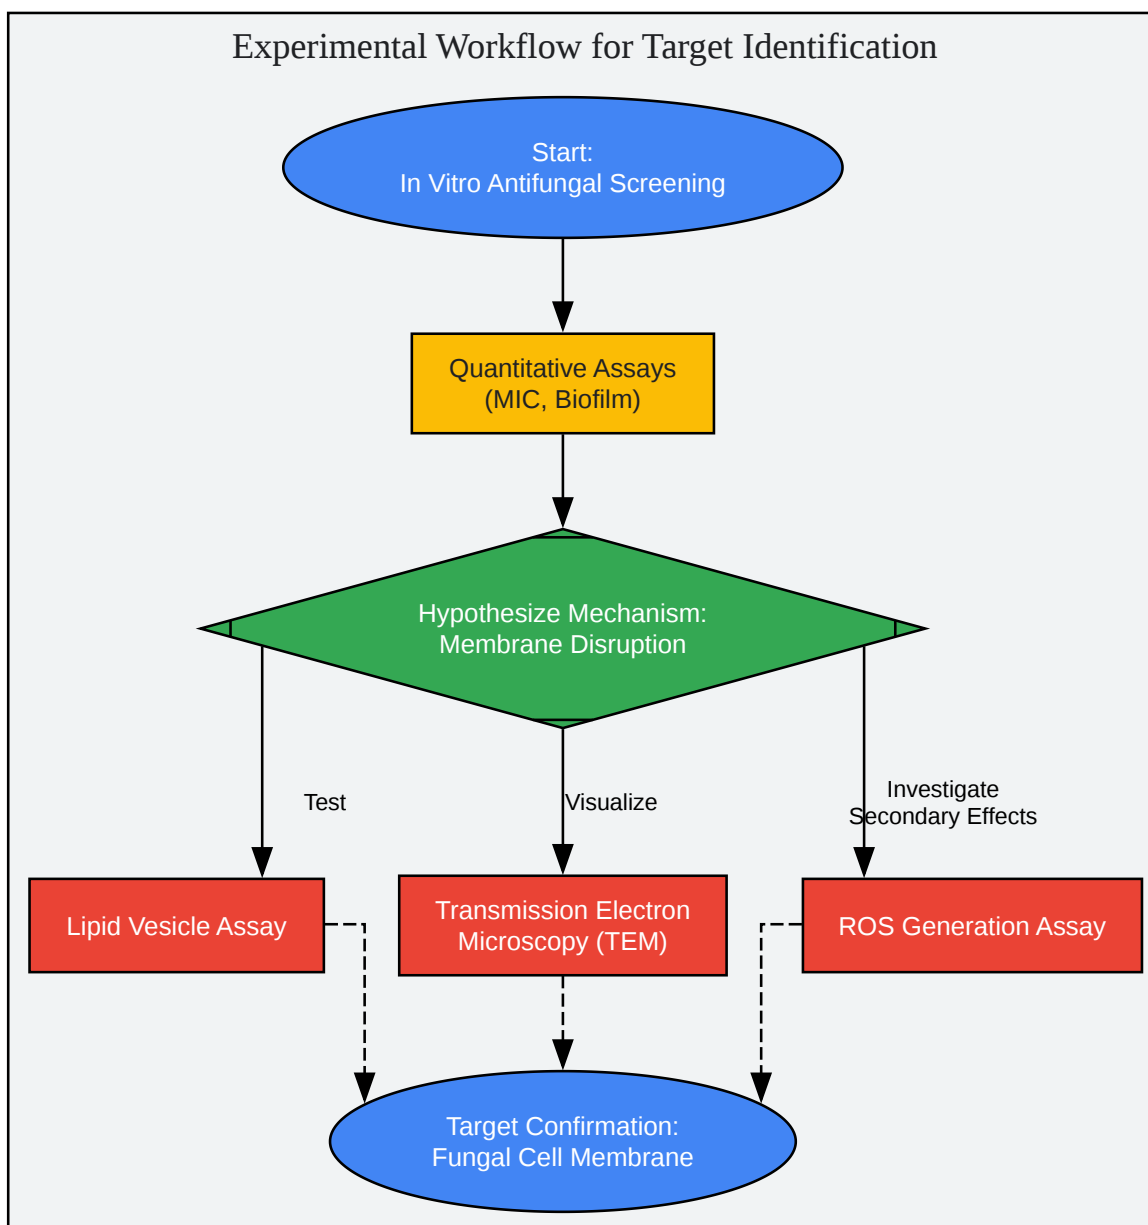 Experimental Workflow for Target Identification
Start:
In Vitro Antifungal Screening
Quantitative Assays
(MIC, Biofilm)
Hypothesize Mechanism:
Membrane Disruption
Test
Visualize
Investigate
Secondary Effects
Lipid Vesicle Assay
Transmission Electron
Microscopy (TEM)
ROS Generation Assay
Target Confirmation:
Fungal Cell Membrane